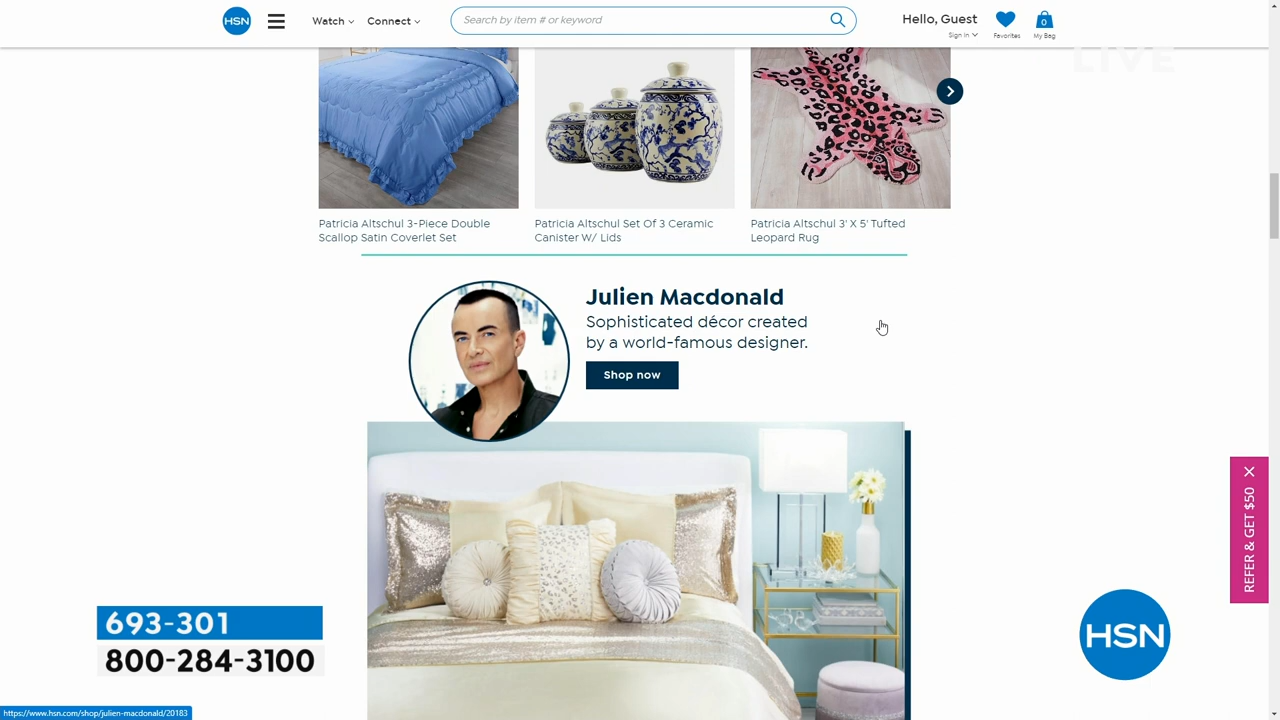 HSN
Watch
Connect
Search by item # or keyword
Hello, Guest
Sign In
Favorites
0
My Bag
LIVE
Patricia Altschul 3-Piece Double
Scallop Satin Coverlet Set
Patricia Altschul Set Of 3 Ceramic
Canister W/ Lids
Patricia Altschul 3' X 5' Tufted
Leopard Rug
Julien Macdonald
Sophisticated décor created
by a world-famous designer.
Shop now
REFER & GET $50
693-301
800-284-3100
HSN
https://www.hsn.com/shop/julien-macdonald/20183